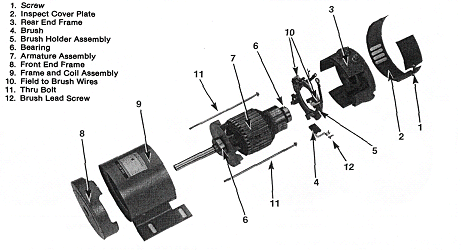 1. Screw
2. Inspect Cover Plate
3. Rear End Frame
4. Brush
5. Brush Holder Assembly
6. Bearing
7. Armature Assembly
8. Front End Frame
9. Frame and Coil Assembly
10. Field to Brush Wires
11. Thru Bolt
12. Brush Lead Screw
3
10
6
7
11
9
8
2
1
5
12
4
11
6